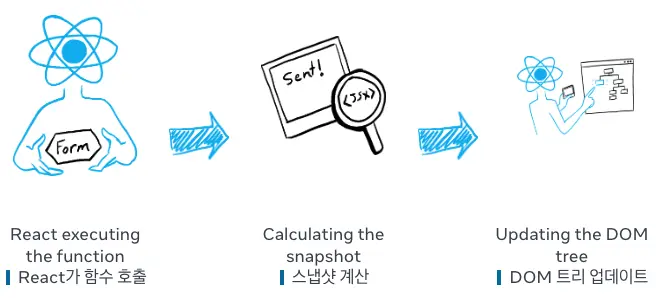 Form
Sent!
<JSX>
React executing
the function
React가 함수 호출
Calculating the
snapshot
스냅샷 계산
Updating the DOM
tree
DOM 트리 업데이트